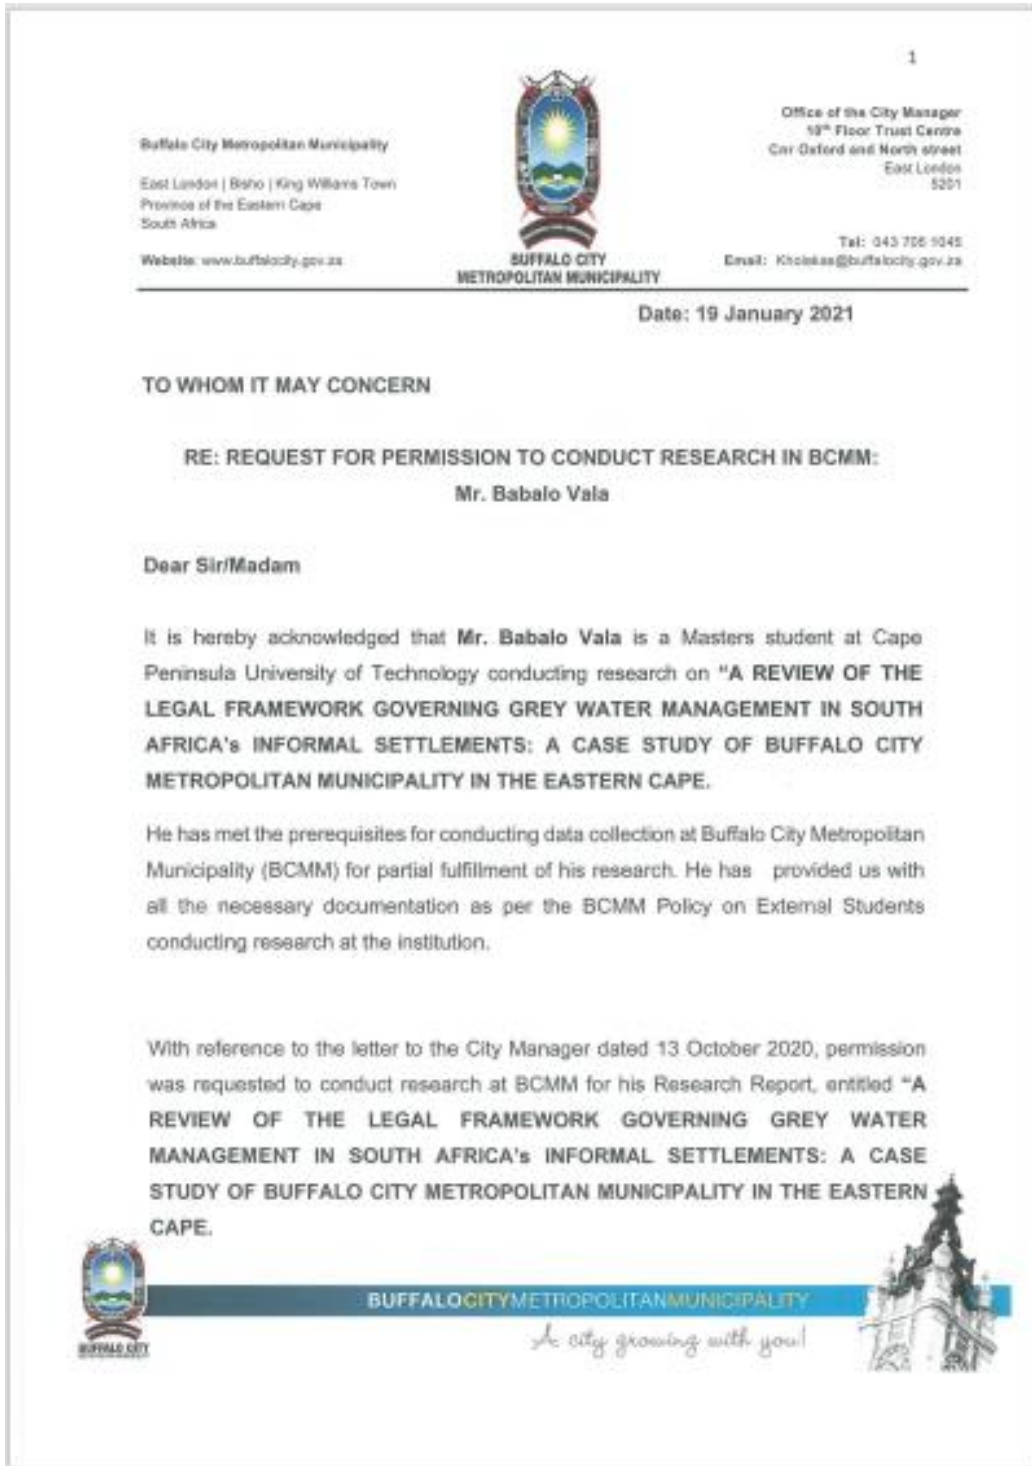 1
Buffalo City Metropolitan Municipality
East London | Bisho | King Williams Town
Province of the Eastern Cape
South Africa
Website: www.buffalocity.gov.za
BUFFALO CITY
METROPOLITAN MUNICIPALITY
Office of the City Manager
10th Floor Trust Centre
Cnr Oxford and North street
East London
5201
Tel: 043 705 1045
Email: Kholekas@buffalocity.gov.za
Date: 19 January 2021
TO WHOM IT MAY CONCERN
RE: REQUEST FOR PERMISSION TO CONDUCT RESEARCH IN BCMM:
Mr. Babalo Vala
Dear Sir/Madam
It is hereby acknowledged that Mr. Babalo Vala is a Masters student at Cape
Peninsula University of Technology conducting research on “A REVIEW OF THE
LEGAL FRAMEWORK GOVERNING GREY WATER MANAGEMENT IN SOUTH
AFRICA's INFORMAL SETTLEMENTS: A CASE STUDY OF BUFFALO CITY
METROPOLITAN MUNICIPALITY IN THE EASTERN CAPE.
He has met the prerequisites for conducting data collection at Buffalo City Metropolitan
Municipality (BCMM) for partial fulfillment of his research. He has provided us with
all the necessary documentation as per the BCMM Policy on External Students
conducting research at the institution.
With reference to the letter to the City Manager dated 13 October 2020, permission
was requested to conduct research at BCMM for his Research Report, entitled “A
REVIEW OF THE LEGAL FRAMEWORK GOVERNING GREY WATER
MANAGEMENT IN SOUTH AFRICA's INFORMAL SETTLEMENTS: A CASE
STUDY OF BUFFALO CITY METROPOLITAN MUNICIPALITY IN THE EASTERN
CAPE.
BUFFALOCITYMETROPOLITANMUNICIPALITY
A city growing with you!
BUFFALO CITY